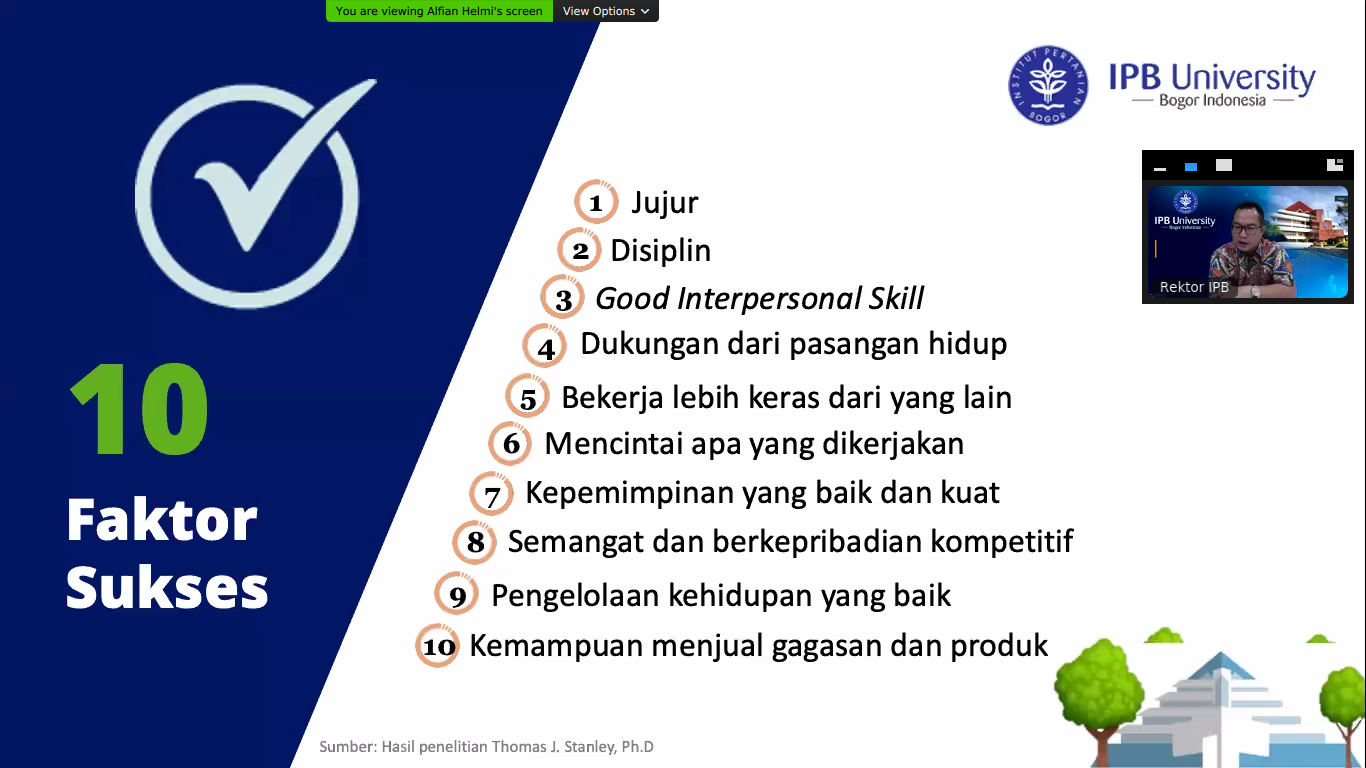 You are viewing Alfian Helmi's screen
View Options
INSTITUT PERTANIAN
BOGOR
IPB University
Bogor Indonesia
IPB University
Bogor Indonesia
Rektor IPB
10
Faktor
Sukses
1 Jujur
2 Disiplin
3 Good Interpersonal Skill
4 Dukungan dari pasangan hidup
5 Bekerja lebih keras dari yang lain
6 Mencintai apa yang dikerjakan
7 Kepemimpinan yang baik dan kuat
8 Semangat dan berkepribadian kompetitif
9 Pengelolaan kehidupan yang baik
10 Kemampuan menjual gagasan dan produk
Sumber: Hasil penelitian Thomas J. Stanley, Ph.D